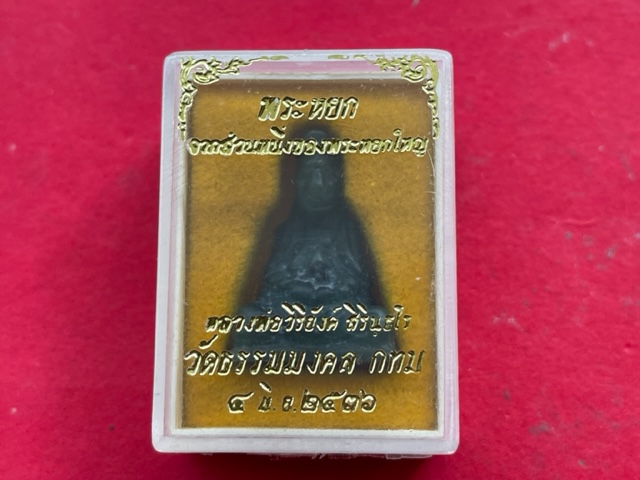 พระหยก
จากส่วนหนึ่งของพระหยกใหญ่
หลวงพ่อวิริยังค์ สิรินฺธโร
วัดธรรมมงคล กทม
๔ มิ.ย.๒๕๓๖